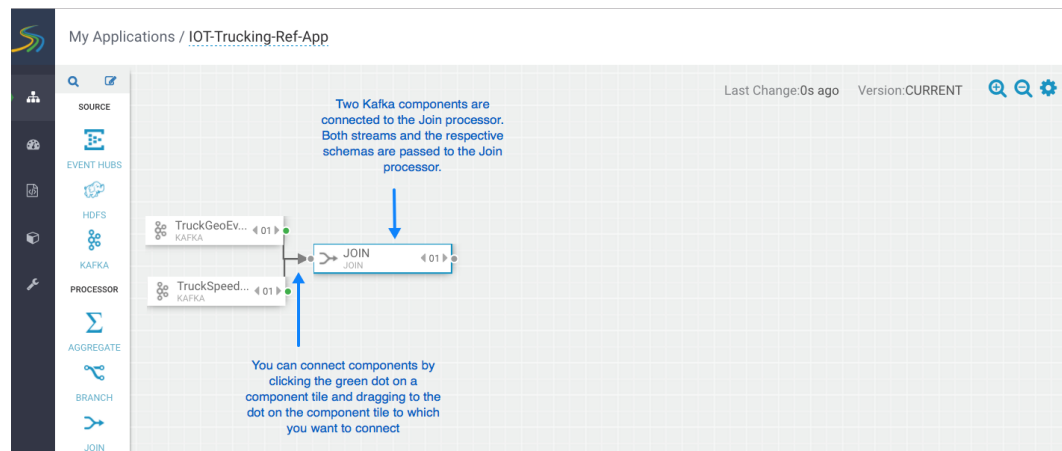 My Applications / IOT-Trucking-Ref-App
Last Change:0s ago Version:CURRENT
SOURCE
EVENT HUBS
HDFS
KAFKA
PROCESSOR
AGGREGATE
BRANCH
JOIN
Two Kafka components are
connected to the Join processor.
Both streams and the respective
schemas are passed to the Join
processor.
TruckGeoEv... 01
KAFKA
JOIN 01
JOIN
TruckSpeed... 01
KAFKA
You can connect components by
clicking the green dot on a
component tile and dragging to the
dot on the component tile to which
you want to connect